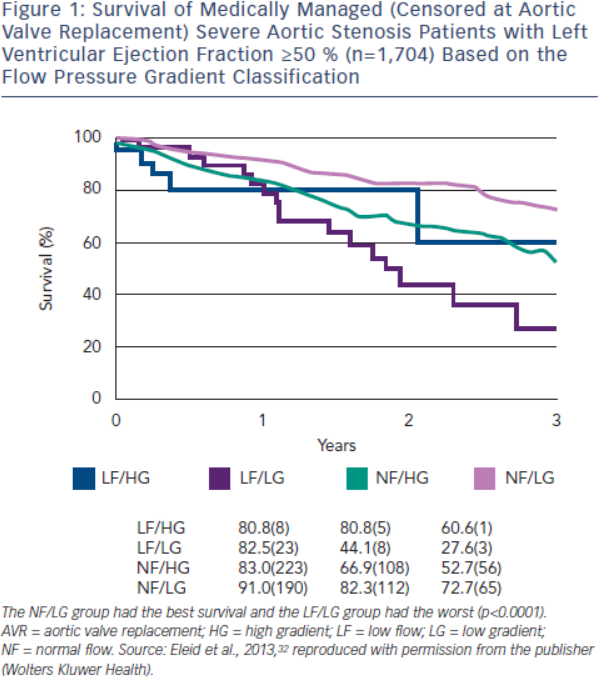 Figure 1: Survival of Medically Managed (Censored at Aortic
Valve Replacement) Severe Aortic Stenosis Patients with Left
Ventricular Ejection Fraction ≥50 % (n=1,704) Based on the
Flow Pressure Gradient Classification
100
80
60
40
20
0
Survival (%)
0 1 2 3
Years
LF/HG LF/LG NF/HG NF/LG
LF/HG 80.8(8) 80.8(5) 60.6(1)
LF/LG 82.5(23) 44.1(8) 27.6(3)
NF/HG 83.0(223) 66.9(108) 52.7(56)
NF/LG 91.0(190) 82.3(112) 72.7(65)
The NF/LG group had the best survival and the LF/LG group had the worst (p<0.0001).
AVR = aortic valve replacement; HG = high gradient; LF = low flow; LG = low gradient;
NF = normal flow. Source: Eleid et al., 2013,³² reproduced with permission from the publisher
(Wolters Kluwer Health).